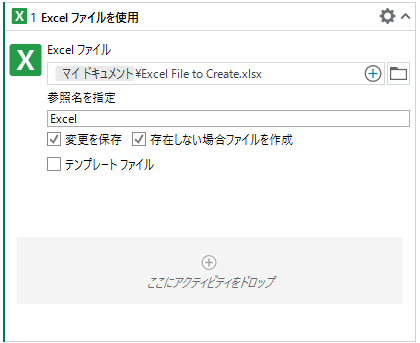 1 Excel ファイルを使用
Excel ファイル
マイ ドキュメント¥Excel File to Create.xlsx
参照名を指定
Excel
変更を保存 存在しない場合ファイルを作成
テンプレート ファイル
ここにアクティビティをドロップ